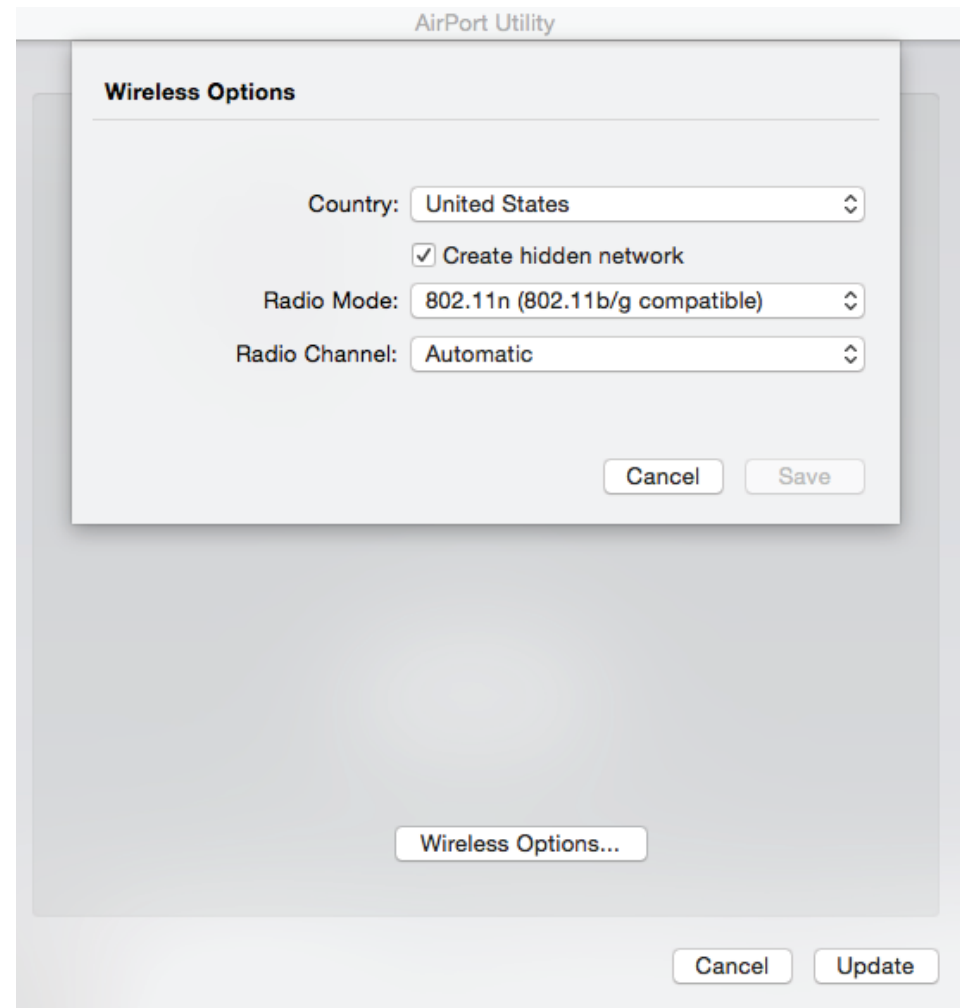 AirPort Utility
Wireless Options
Country: United States
Create hidden network
Radio Mode: 802.11n (802.11b/g compatible)
Radio Channel: Automatic
Cancel Save
Wireless Options...
Cancel Update